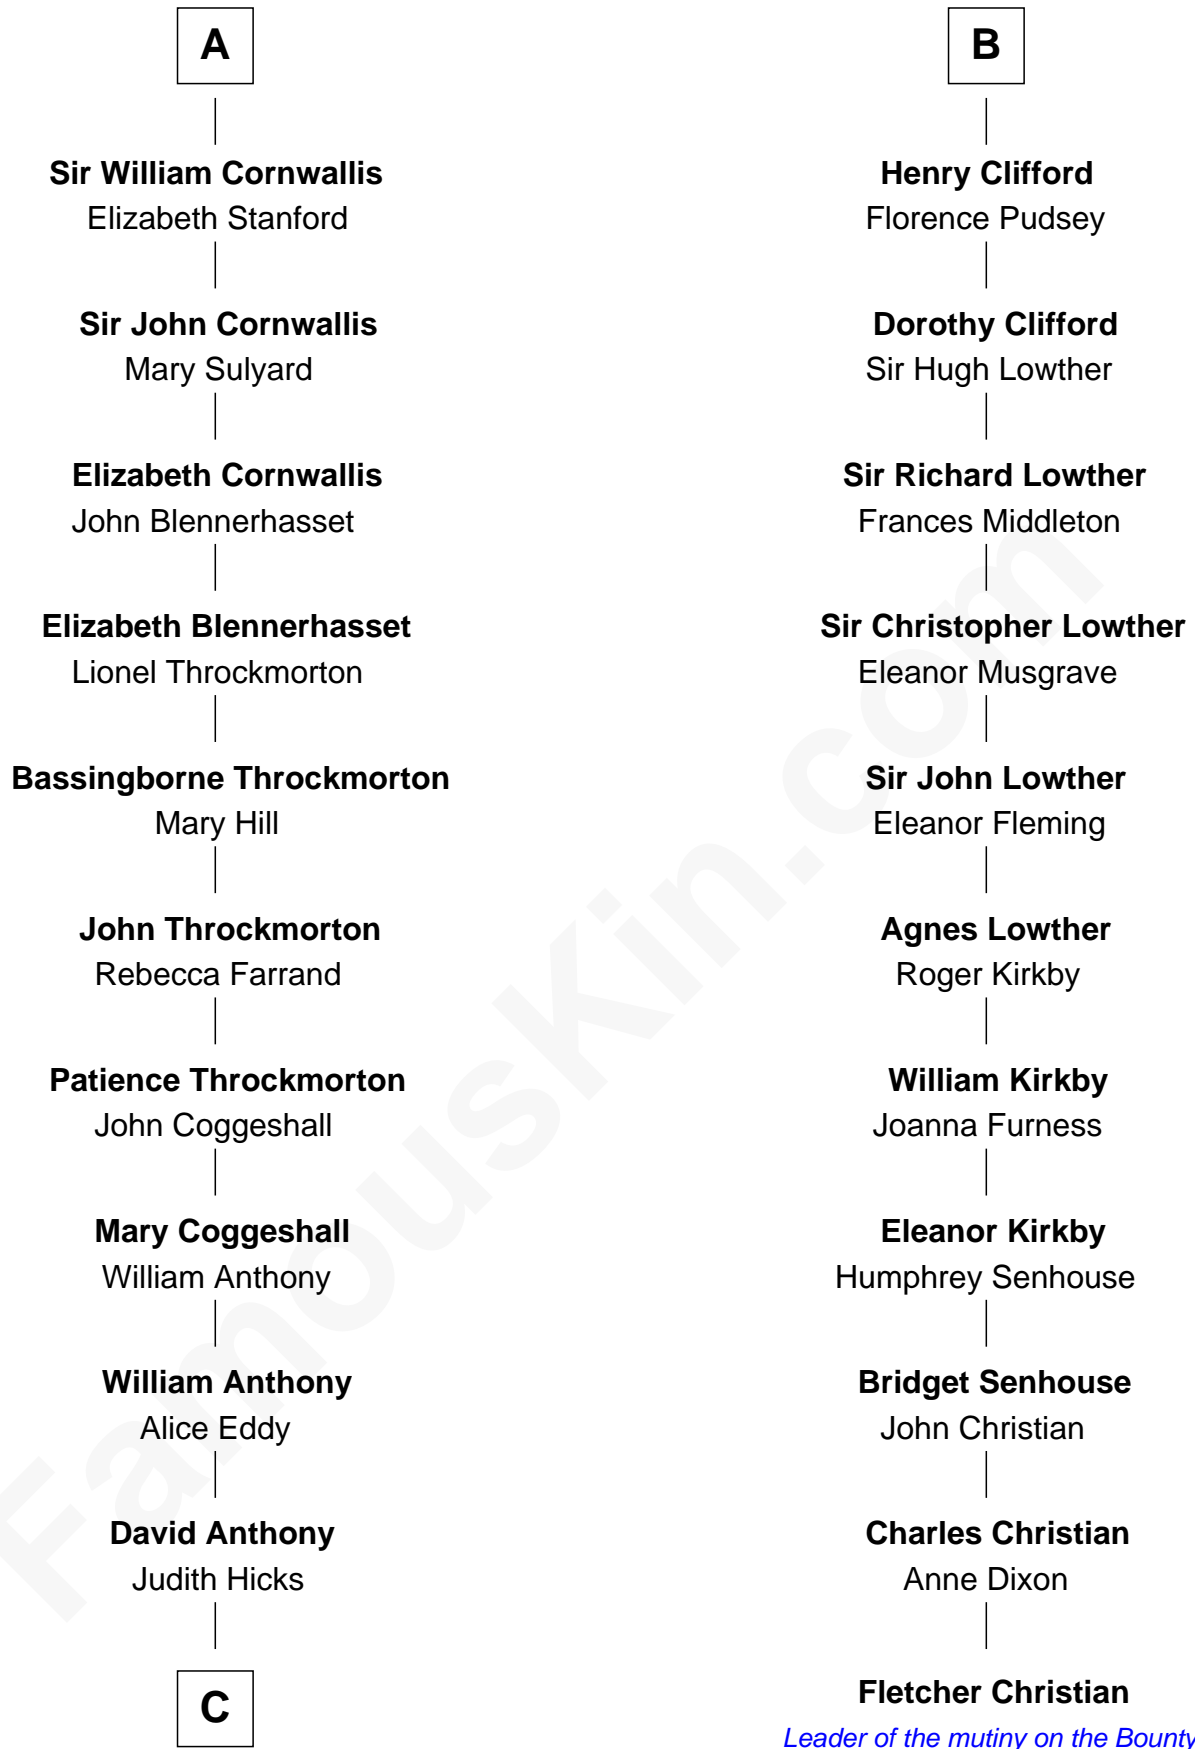 A
Sir William Cornwallis
Elizabeth Stanford
Sir John Cornwallis
Mary Sulyard
Elizabeth Cornwallis
John Blennerhasset
Elizabeth Blennerhasset
Lionel Throckmorton
Bassingborne Throckmorton
Mary Hill
John Throckmorton
Rebecca Farrand
Patience Throckmorton
John Coggeshall
Mary Coggeshall
William Anthony
William Anthony
Alice Eddy
David Anthony
Judith Hicks
C
B
Henry Clifford
Florence Pudsey
Dorothy Clifford
Sir Hugh Lowther
Sir Richard Lowther
Frances Middleton
Sir Christopher Lowther
Eleanor Musgrave
Sir John Lowther
Eleanor Fleming
Agnes Lowther
Roger Kirkby
William Kirkby
Joanna Furness
Eleanor Kirkby
Humphrey Senhouse
Bridget Senhouse
John Christian
Charles Christian
Anne Dixon
Fletcher Christian
Leader of the mutiny on the Bounty
FamousKin.com